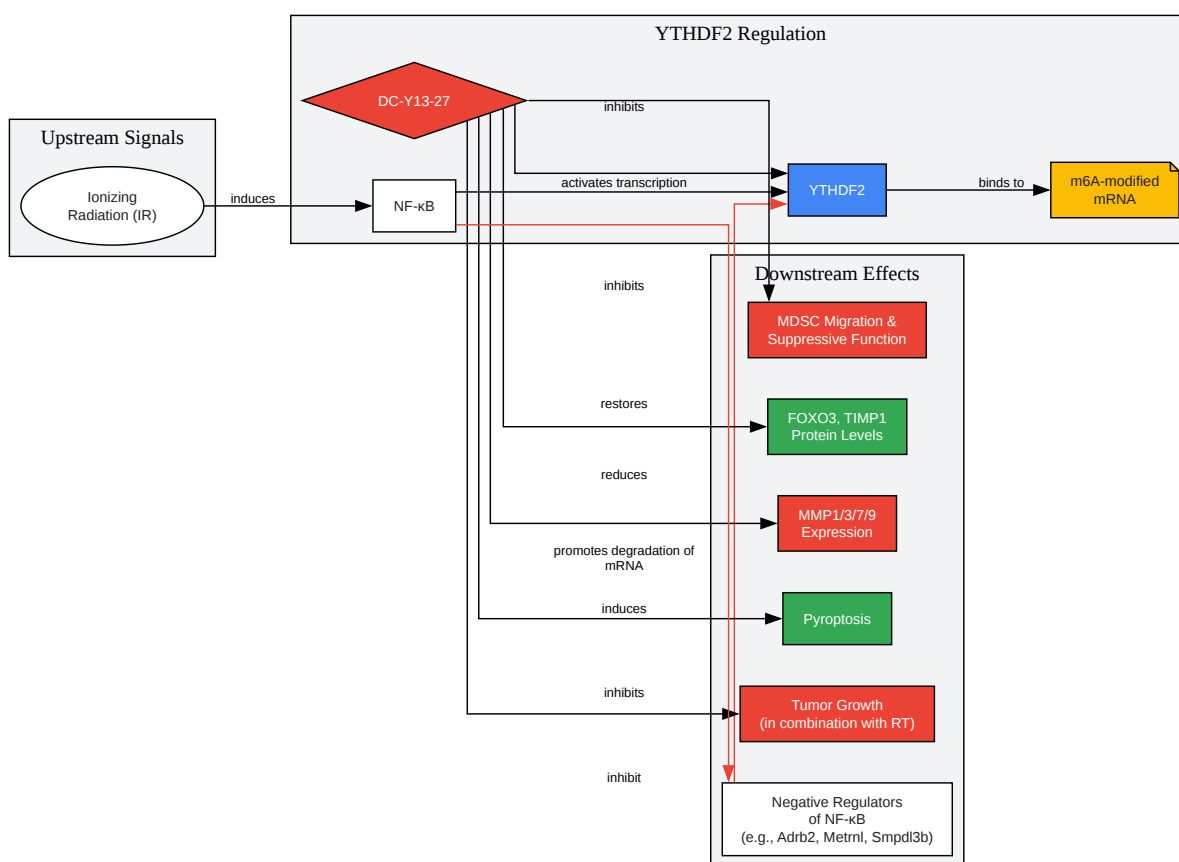 YTHDF2 Regulation
DC-Y13-27
inhibits
Upstream Signals
Ionizing
Radiation (IR)
induces
NF-κB
activates transcription
YTHDF2
binds to
m6A-modified
mRNA
Downstream Effects
inhibits
MDSC Migration &
Suppressive Function
restores
FOXO3, TIMP1
Protein Levels
reduces
MMP1/3/7/9
Expression
promotes degradation of
mRNA
induces
Pyroptosis
inhibits
Tumor Growth
(in combination with RT)
inhibit
Negative Regulators
of NF-κB
(e.g., Adrb2, Metrnl, Smpdl3b)